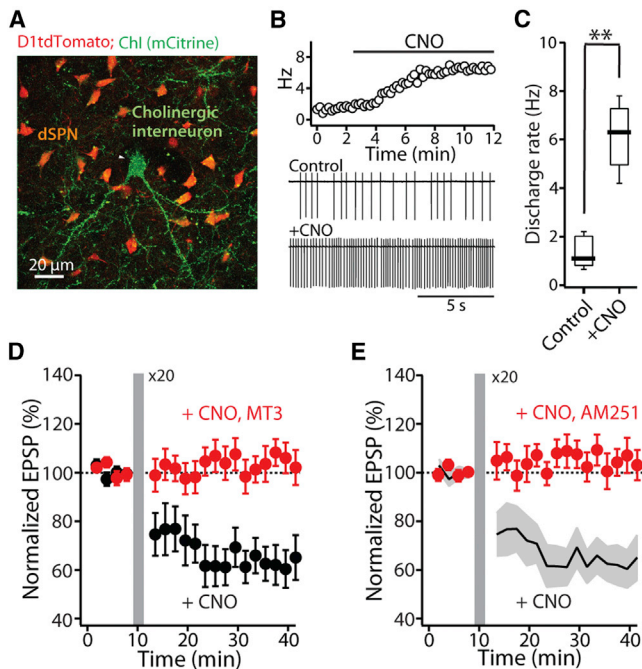 A
D1tdTomato; ChI (mCitrine)
Cholinergic
interneuron
dSPN
20 µm
B
CNO
Hz
8
4
0
0 2 4 6 8 10 12
Time (min)
Control
+CNO
5 s
C
**
Discharge rate (Hz)
10
8
6
4
2
0
Control
+CNO
D
x20
+ CNO, MT3
+ CNO
Normalized EPSP (%)
140
120
100
80
60
40
0 10 20 30 40
Time (min)
E
x20
+ CNO, AM251
+ CNO
Normalized EPSP (%)
140
120
100
80
60
40
0 10 20 30 40
Time (min)